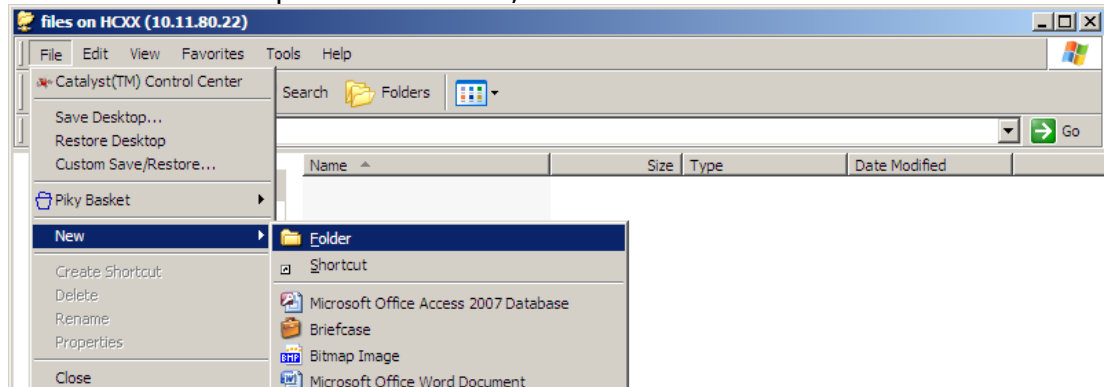 files on HCXX (10.11.80.22)
File Edit View Favorites Tools Help
Catalyst(TM) Control Center
Search Folders
Save Desktop...
Restore Desktop
Go
Custom Save/Restore...
Name Size Type Date Modified
Piky Basket
New
Folder
Create Shortcut
Shortcut
Delete
Microsoft Office Access 2007 Database
Rename
Briefcase
Properties
BMP Bitmap Image
Close
Microsoft Office Word Document